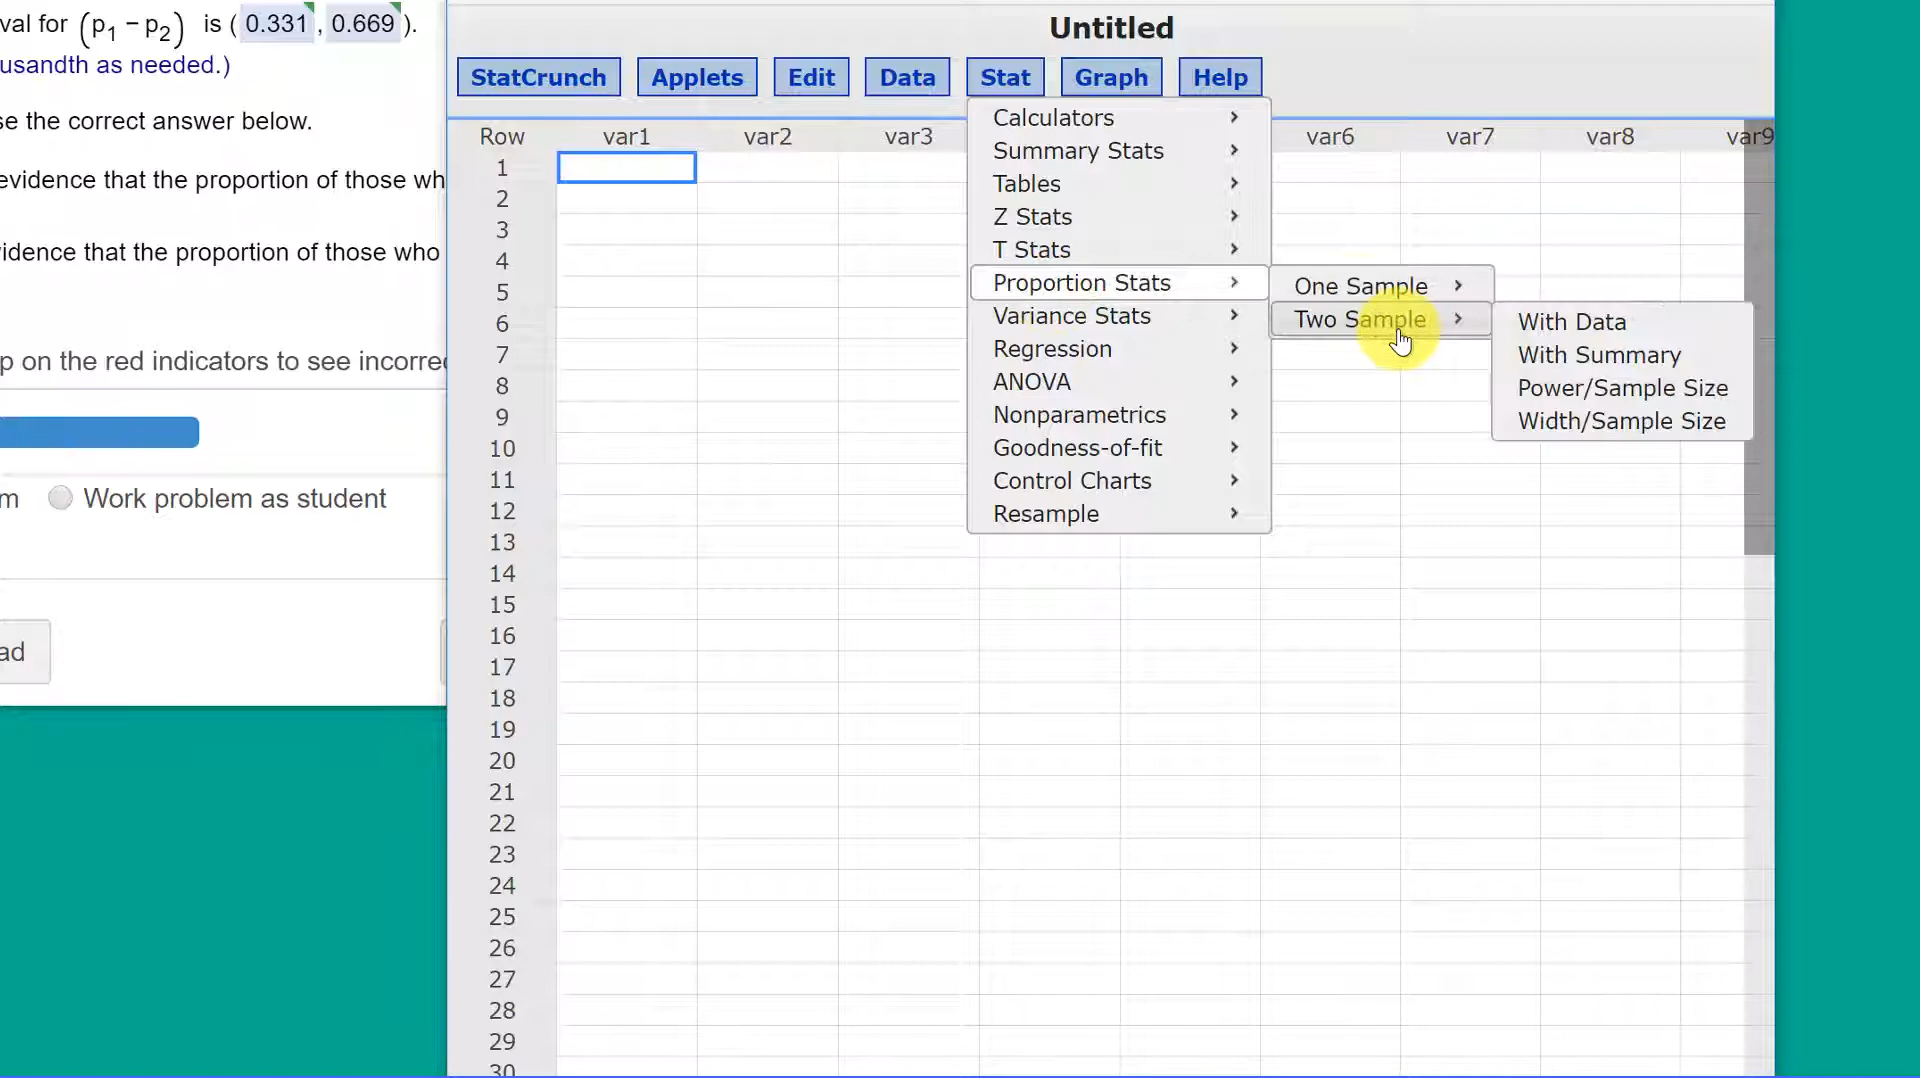 val for (p1 − p2) is ( 0.331 , 0.669 ).
usandth as needed.)
se the correct answer below.
evidence that the proportion of those wh
vidence that the proportion of those who
p on the red indicators to see incorre
m Work problem as student
ad
Untitled
StatCrunch Applets Edit Data Stat Graph Help
Row var1 var2 var3 var6 var7 var8 var9
Calculators
Summary Stats
Tables
Z Stats
T Stats
Proportion Stats
Variance Stats
Regression
ANOVA
Nonparametrics
Goodness-of-fit
Control Charts
Resample
One Sample
Two Sample
With Data
With Summary
Power/Sample Size
Width/Sample Size
1
2
3
4
5
6
7
8
9
10
11
12
13
14
15
16
17
18
19
20
21
22
23
24
25
26
27
28
29
30